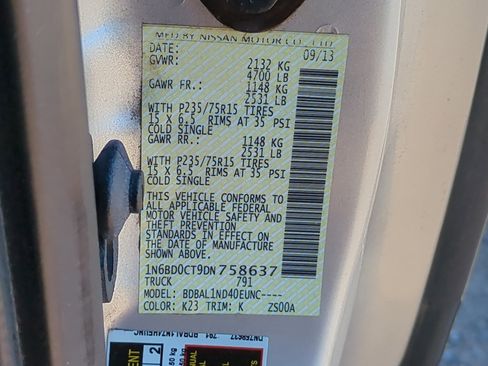 MFD BY NISSAN MOTOR CO., LTD.
DATE: 09/13
GVWR: 2132 KG
4700 LB
GAWR FR.: 1148 KG
2531 LB
WITH P235/75R15 TIRES
15 X 6.5 RIMS AT 35 PSI
COLD SINGLE
GAWR RR.: 1148 KG
2531 LB
WITH P235/75R15 TIRES
15 X 6.5 RIMS AT 35 PSI
COLD SINGLE
THIS VEHICLE CONFORMS TO
ALL APPLICABLE FEDERAL
MOTOR VEHICLE SAFETY AND
THEFT PREVENTION
STANDARDS IN EFFECT ON
THE DATE OF MANUFACTURE
SHOWN ABOVE.
1N6BD0CT9DN758637
TRUCK 791
MODEL: BDBAL1ND40EUNC----
COLOR: K23 TRIM: K ZS00A
DN758637 791
2